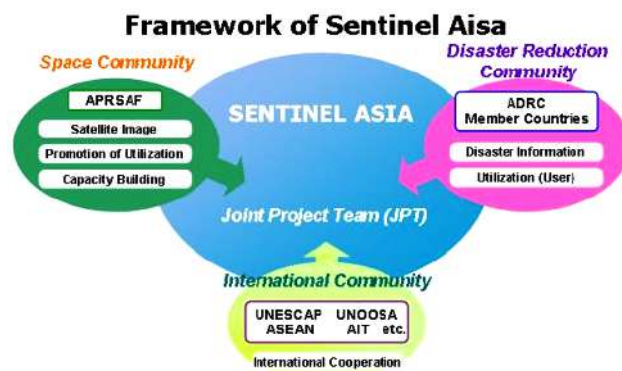 Framework of Sentinel Aisa
Space Community
APRSAF
Satellite Image
Promotion of Utilization
Capacity Building
SENTINEL ASIA
Joint Project Team (JPT)
Disaster Reduction
Community
ADRC
Member Countries
Disaster Information
Utilization (User)
International Community
UNESCAP UNOOSA
ASEAN AIT etc.
International Cooperation